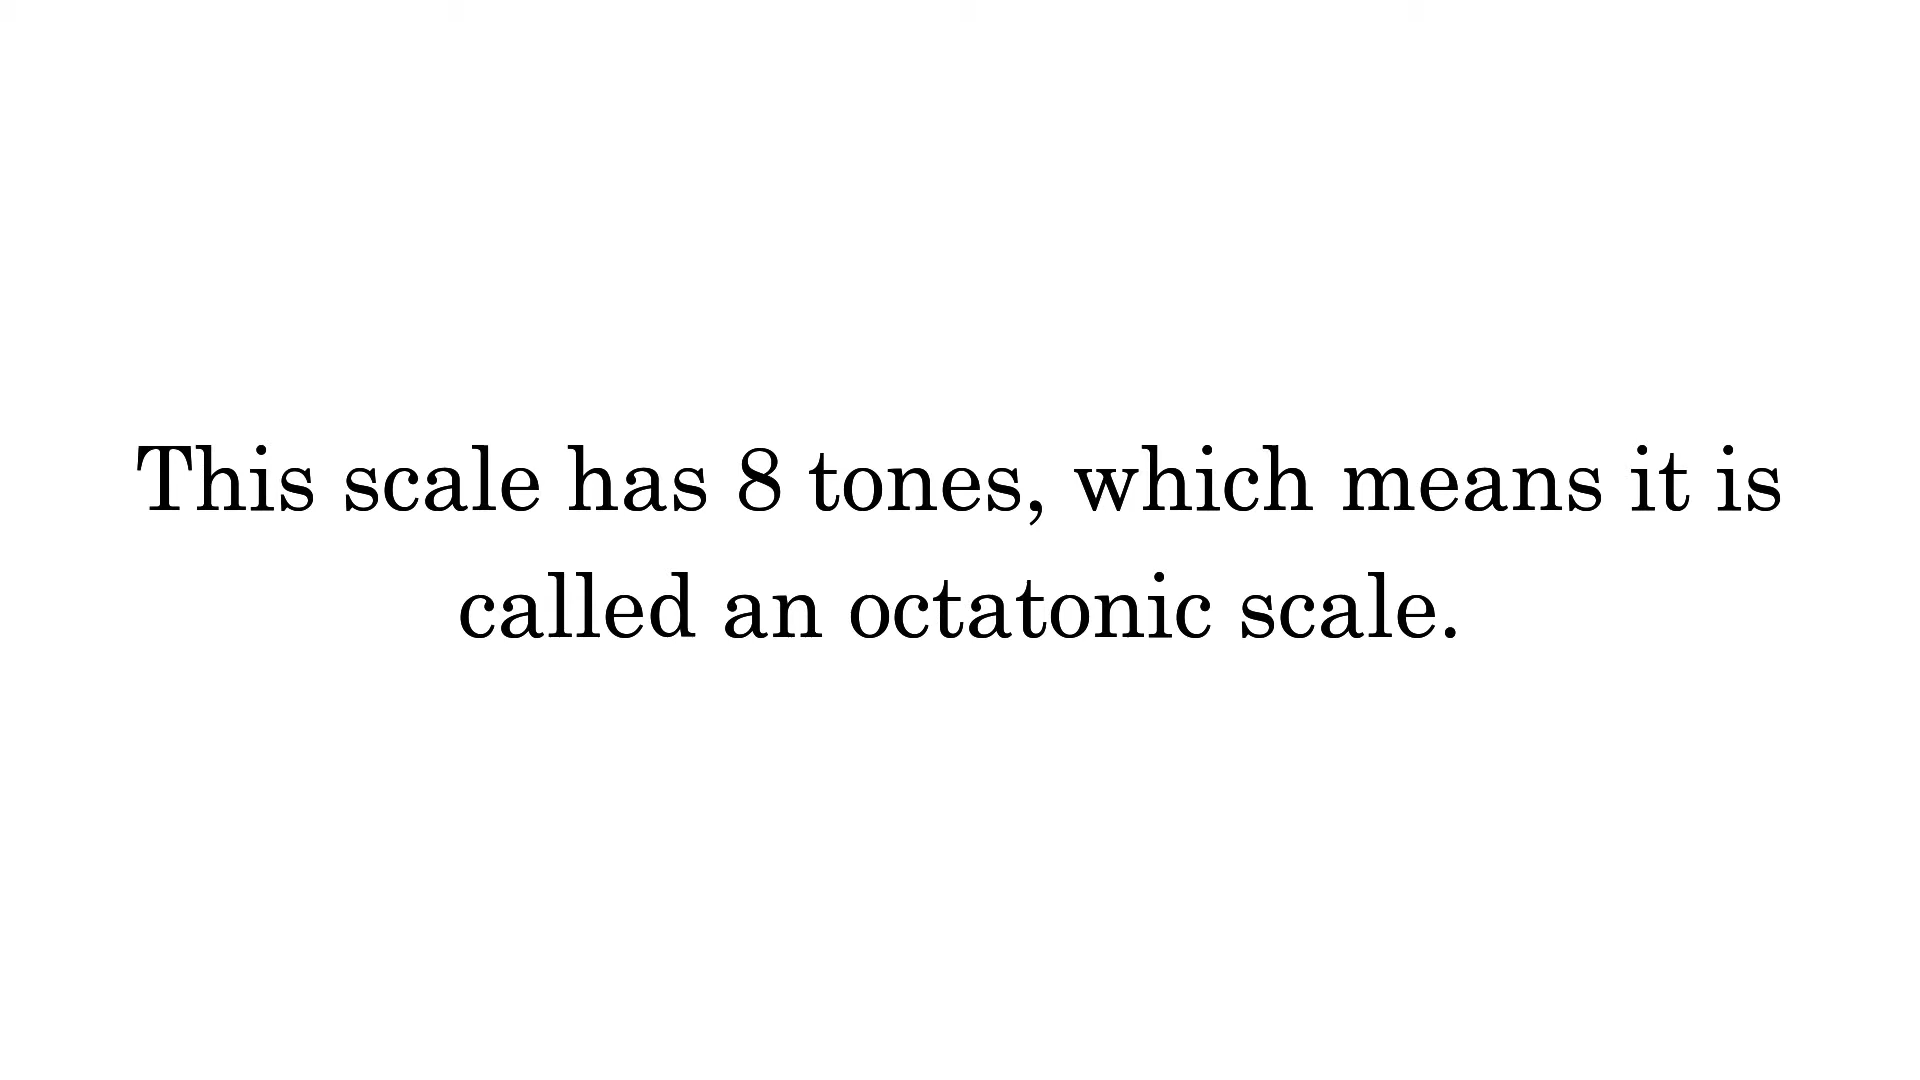 This scale has 8 tones, which means it is
called an octatonic scale.